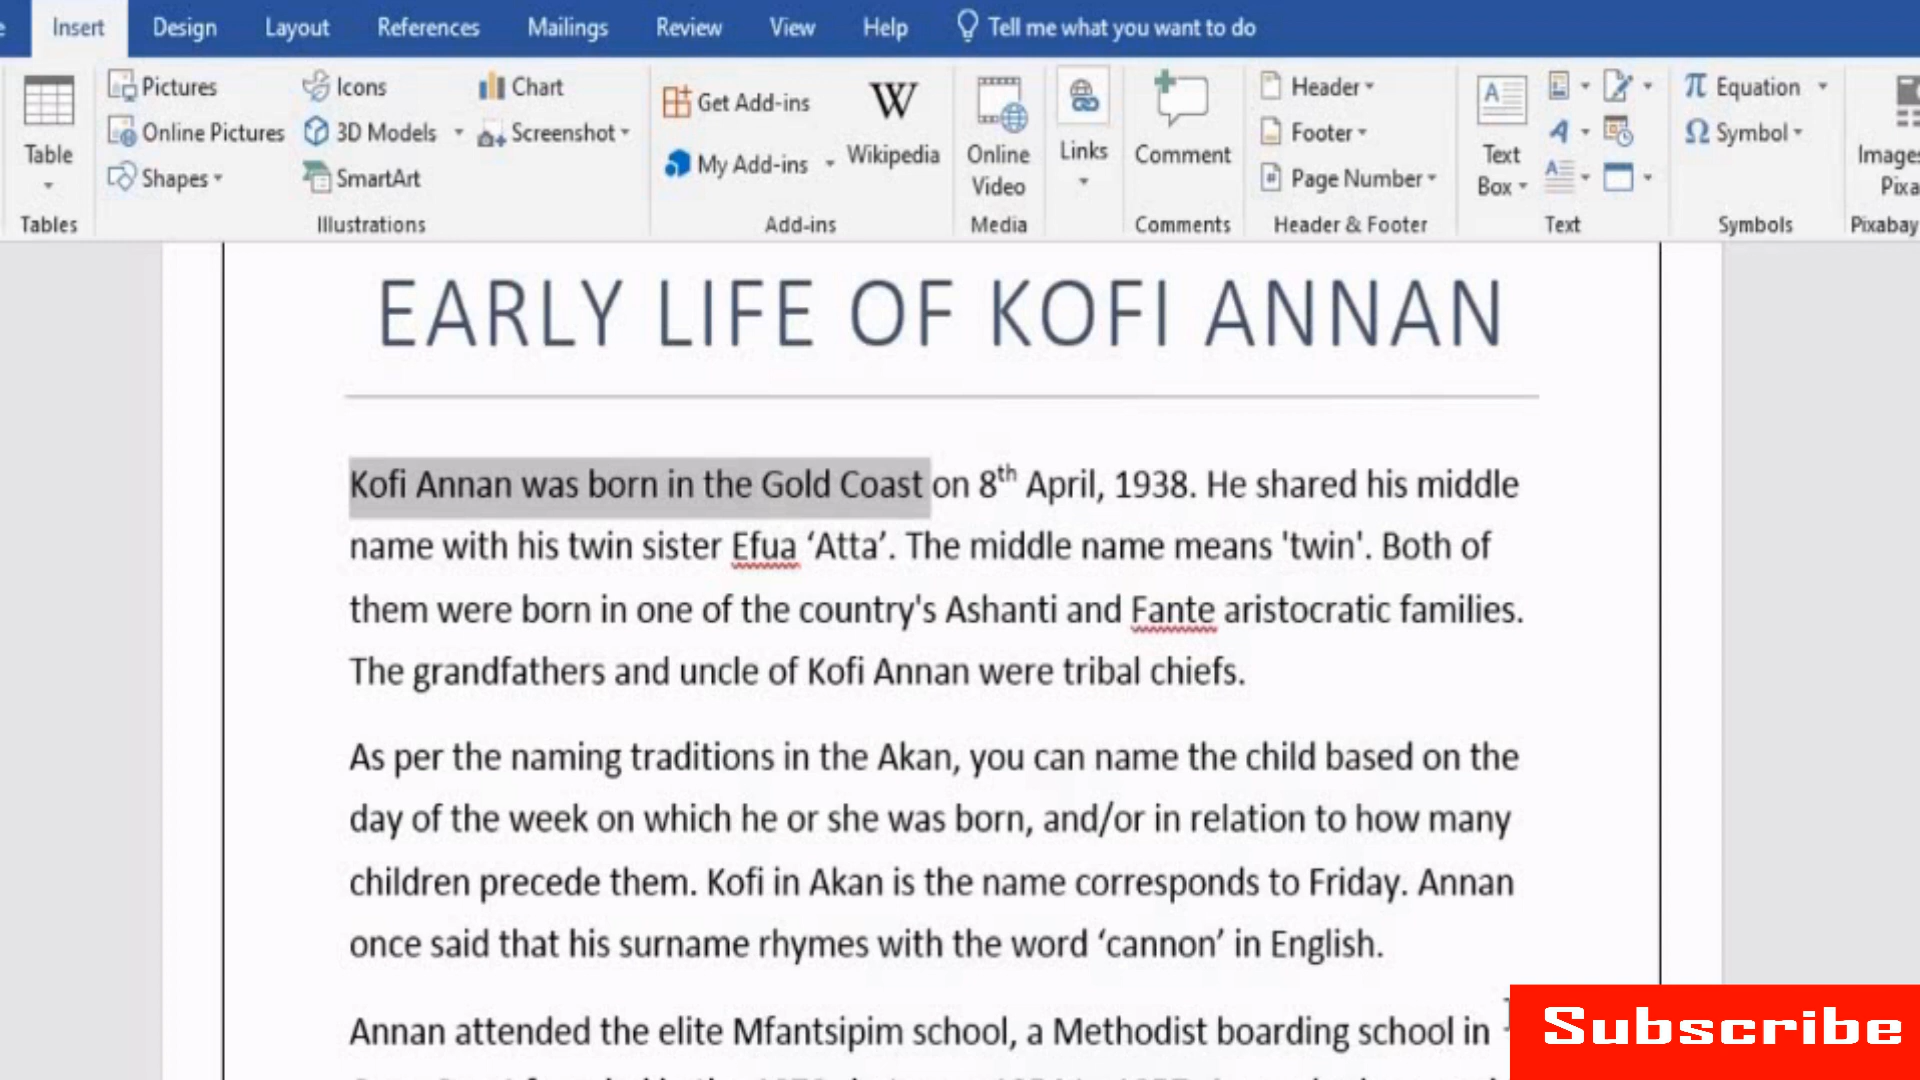 Insert Design Layout References Mailings Review View Help Tell me what you want to do
Pictures Icons Chart Get Add-ins Header Equation
Online Pictures 3D Models Screenshot Footer Symbol
Table Wikipedia Online Video Links Comment Text Box
Shapes SmartArt My Add-ins Page Number
Tables Illustrations Add-ins Media Comments Header & Footer Text Symbols Pixabay
EARLY LIFE OF KOFI ANNAN
Kofi Annan was born in the Gold Coast on 8th April, 1938. He shared his middle
name with his twin sister Efua ‘Atta’. The middle name means 'twin'. Both of
them were born in one of the country's Ashanti and Fante aristocratic families.
The grandfathers and uncle of Kofi Annan were tribal chiefs.
As per the naming traditions in the Akan, you can name the child based on the
day of the week on which he or she was born, and/or in relation to how many
children precede them. Kofi in Akan is the name corresponds to Friday. Annan
once said that his surname rhymes with the word ‘cannon’ in English.
Annan attended the elite Mfantsipim school, a Methodist boarding school in
Subscribe